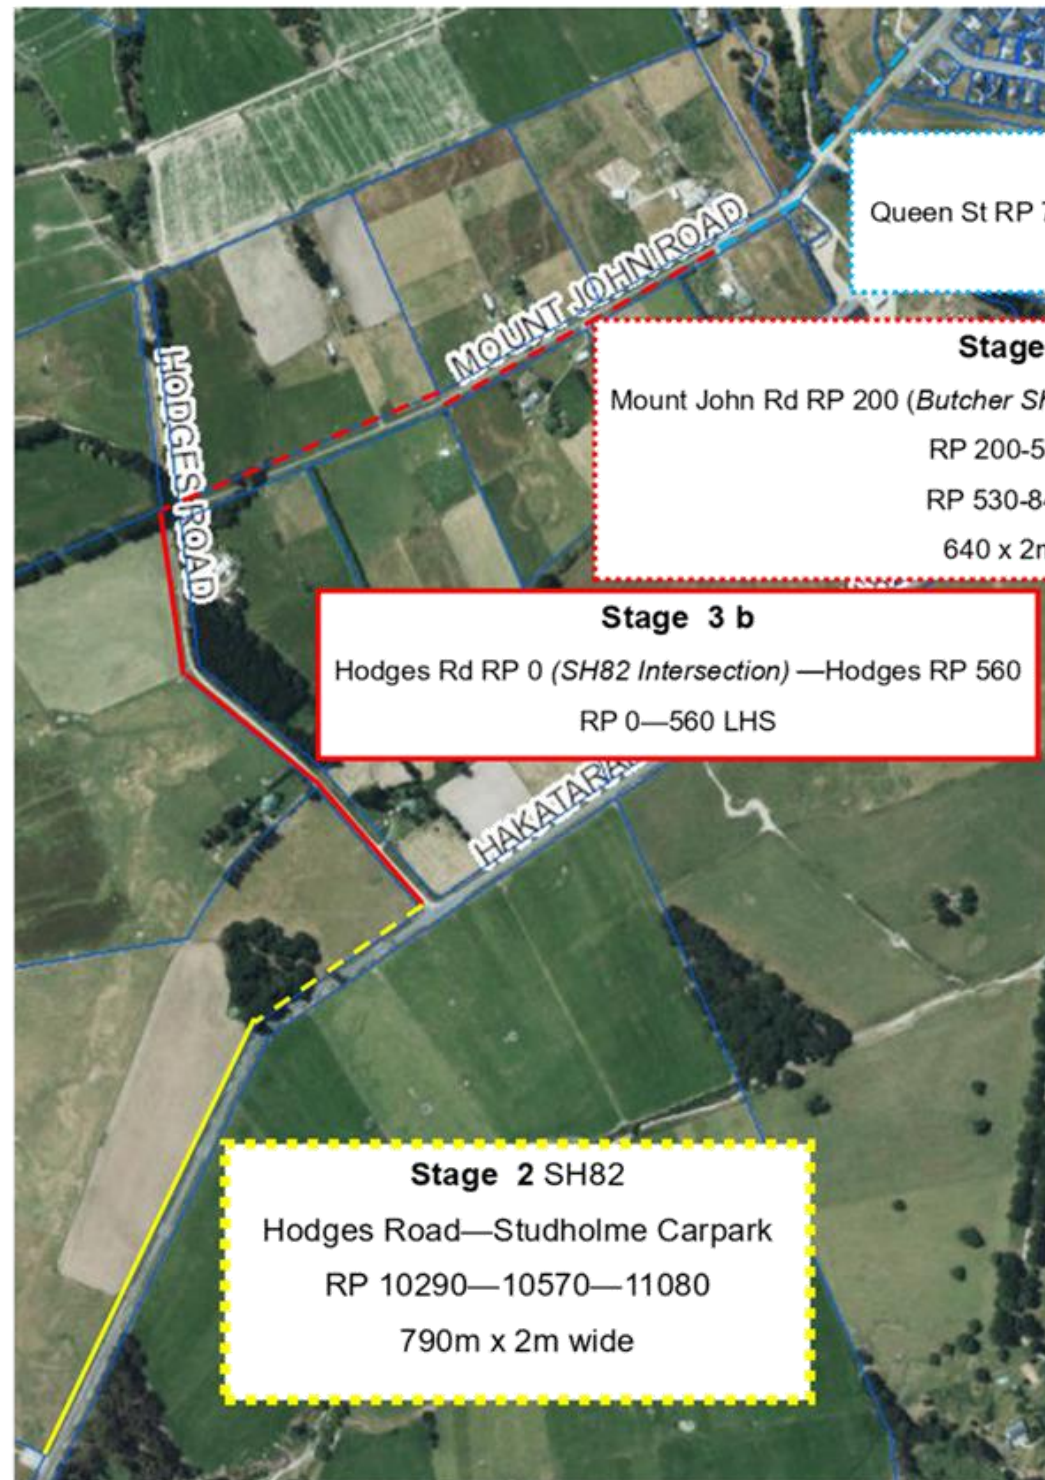 Queen St RP
MOUNT JOHN ROAD
HODGES ROAD
Stage
Mount John Rd RP 200 (Butcher
RP 200-5
RP 530-8
640 x 2m
Stage 3 b
Hodges Rd RP 0 (SH82 Intersection) —Hodges RP 560
RP 0—560 LHS
Stage 2 SH82
Hodges Road—Studholme Carpark
RP 10290—10570—11080
790m x 2m wide